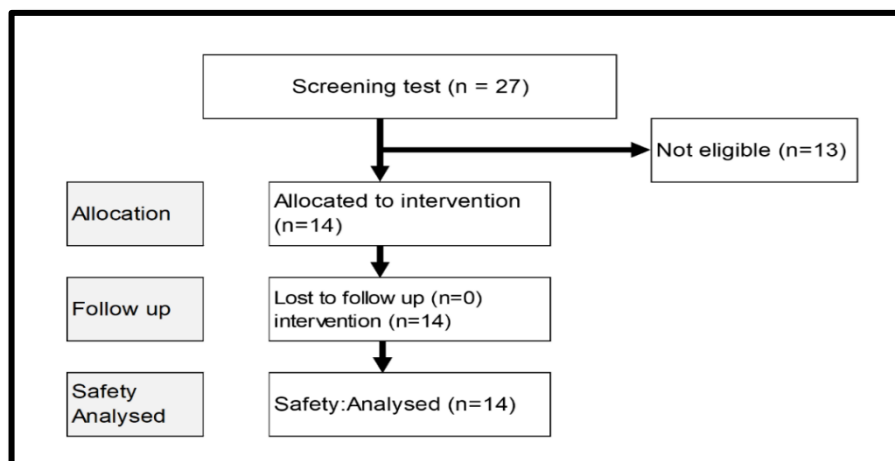 Screening test (n = 27)
Not eligible (n=13)
Allocation
Allocated to intervention
(n=14)
Follow up
Lost to follow up (n=0)
intervention (n=14)
Safety
Analysed
Safety:Analysed (n=14)